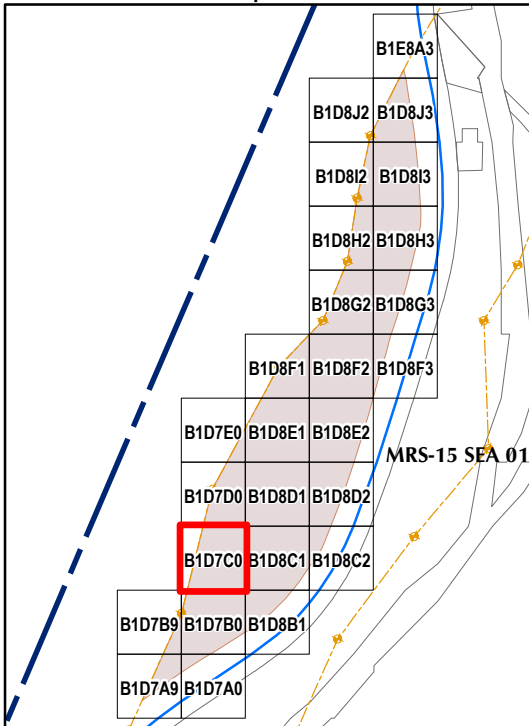 B1E8A3
B1D8J2 B1D8J3
B1D8I2 B1D8I3
B1D8H2 B1D8H3
B1D8G2 B1D8G3
B1D8F1 B1D8F2 B1D8F3
B1D7E0 B1D8E1 B1D8E2
MRS-15 SEA 01
B1D7D0 B1D8D1 B1D8D2
B1D7C0 B1D8C1 B1D8C2
B1D7B9 B1D7B0 B1D8B1
B1D7A9 B1D7A0